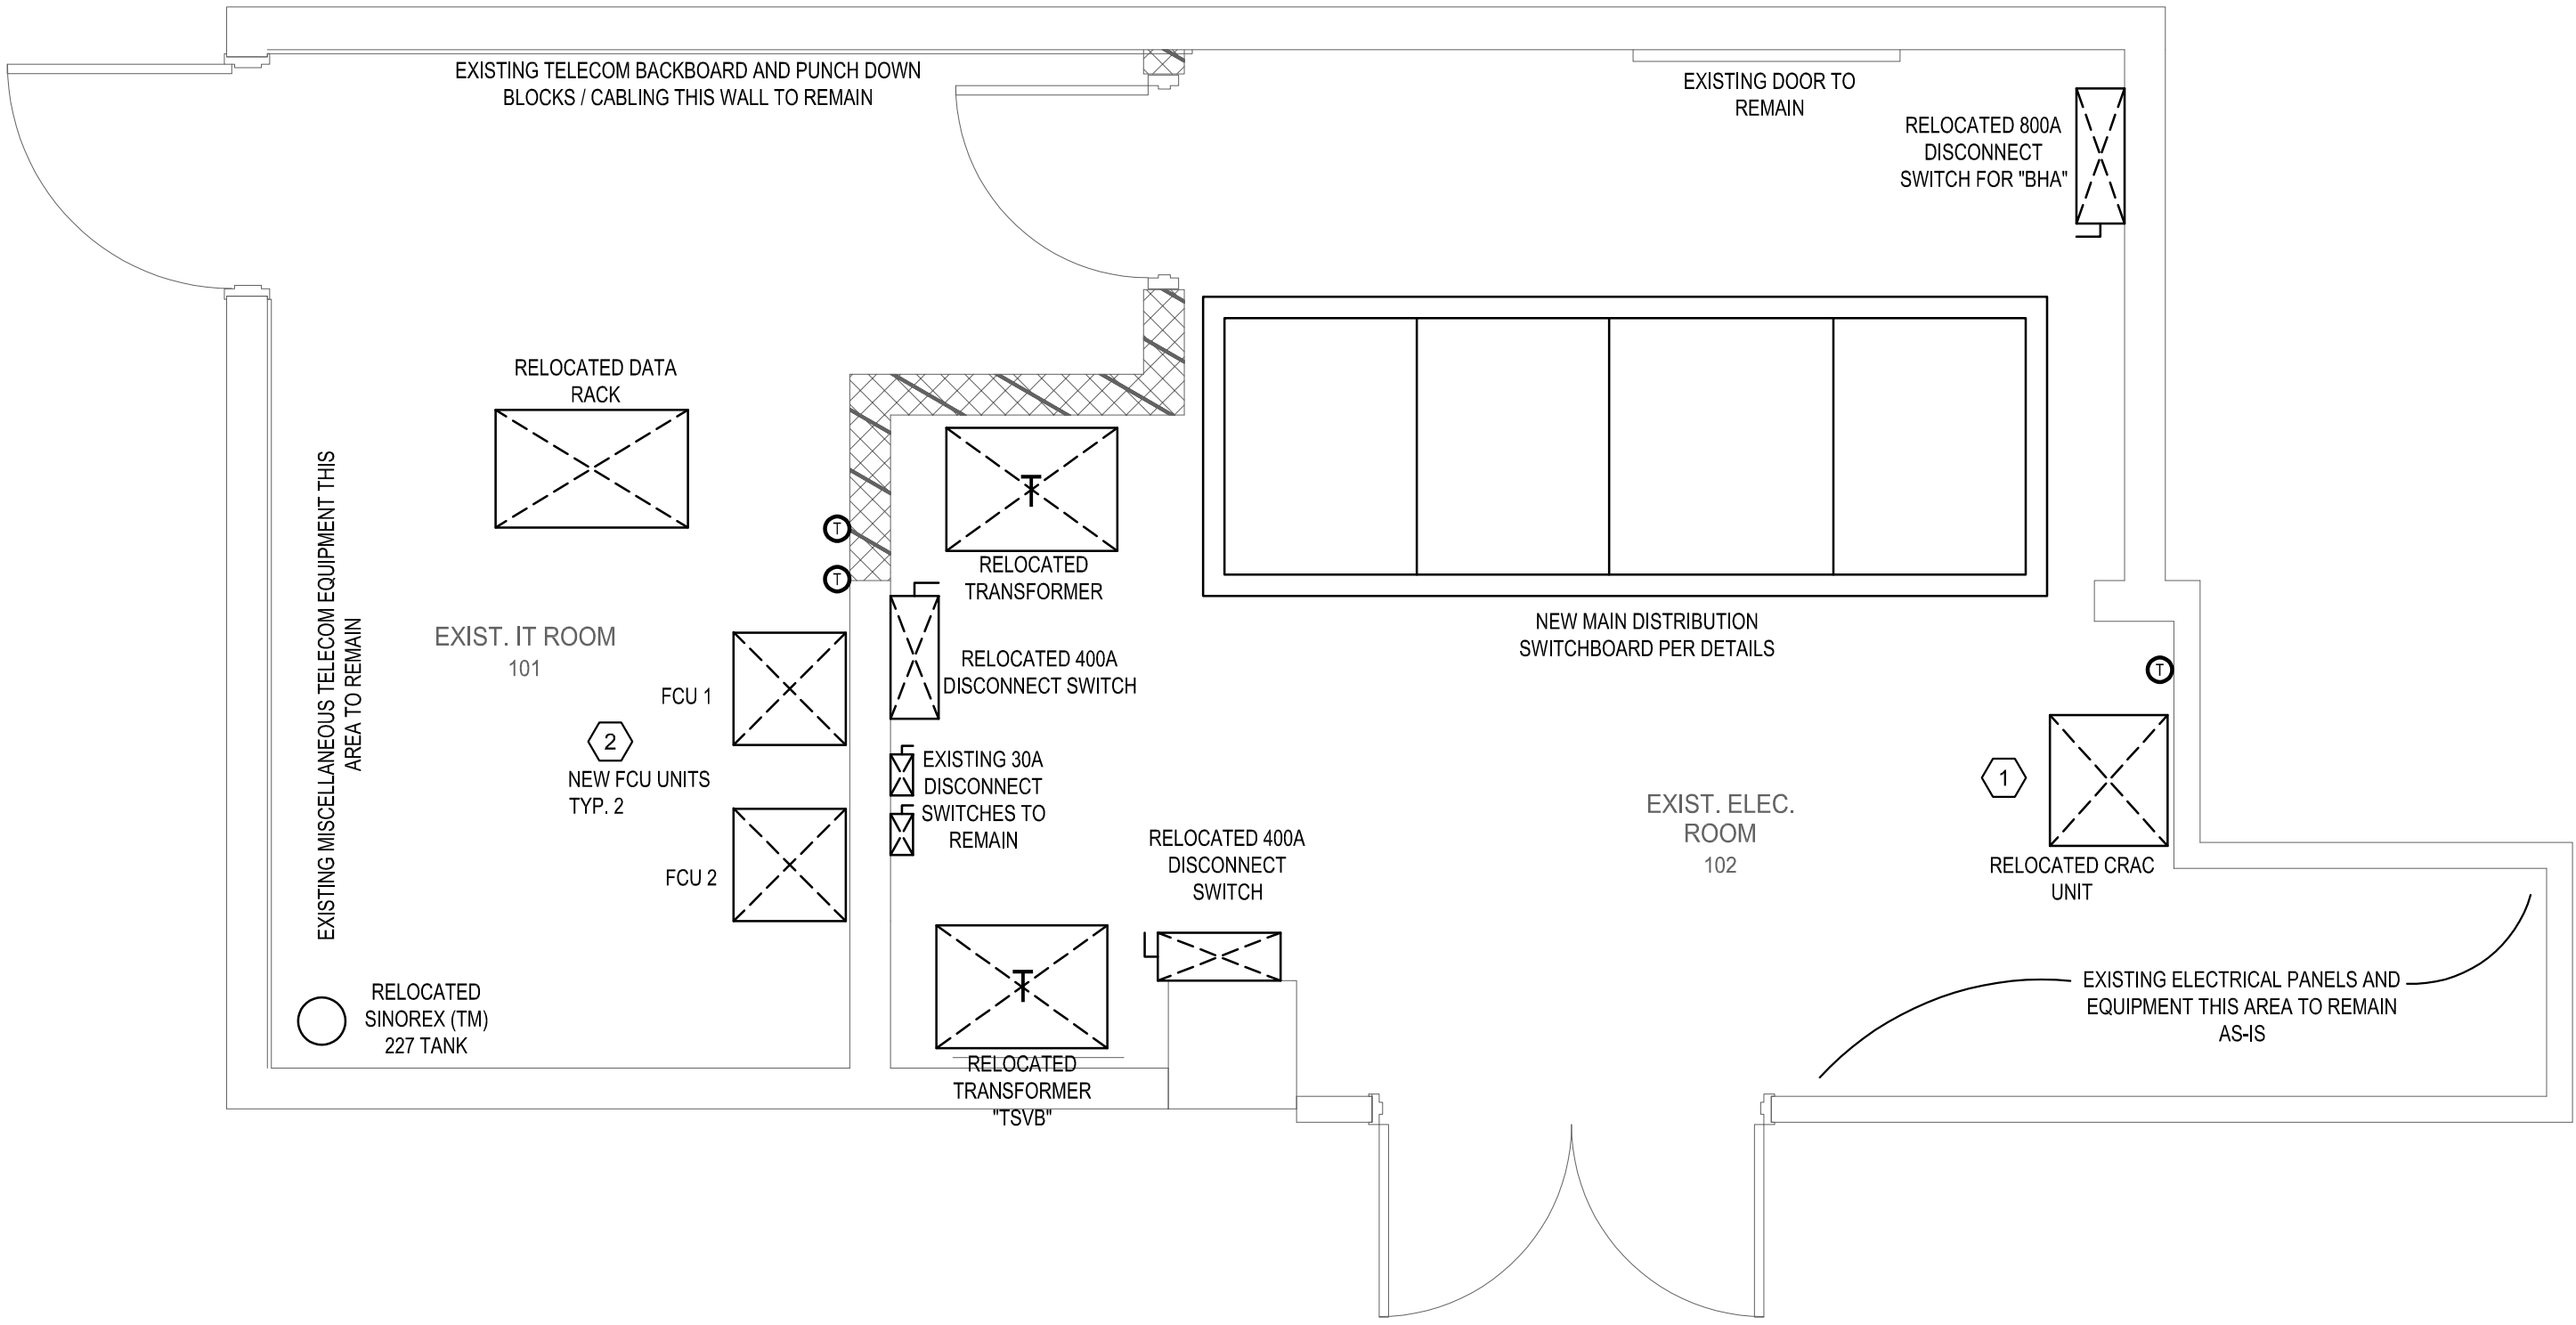 EXISTING TELECOM BACKBOARD AND PUNCH DOWN
BLOCKS / CABLING THIS WALL TO REMAIN
EXISTING DOOR TO
REMAIN
RELOCATED 800A
DISCONNECT
SWITCH FOR "BHA"
RELOCATED DATA
RACK
EXISTING MISCELLANEOUS TELECOM EQUIPMENT THIS
AREA TO REMAIN
T
T
T
RELOCATED
TRANSFORMER
EXIST. IT ROOM
101
FCU 1
2
NEW FCU UNITS
TYP. 2
FCU 2
RELOCATED 400A
DISCONNECT SWITCH
EXISTING 30A
DISCONNECT
SWITCHES TO
REMAIN
NEW MAIN DISTRIBUTION
SWITCHBOARD PER DETAILS
T
1
EXIST. ELEC.
ROOM
102
RELOCATED CRAC
UNIT
RELOCATED 400A
DISCONNECT
SWITCH
RELOCATED
SINOREX (TM)
227 TANK
T
RELOCATED
TRANSFORMER
"TSVB"
EXISTING ELECTRICAL PANELS AND
EQUIPMENT THIS AREA TO REMAIN
AS-IS